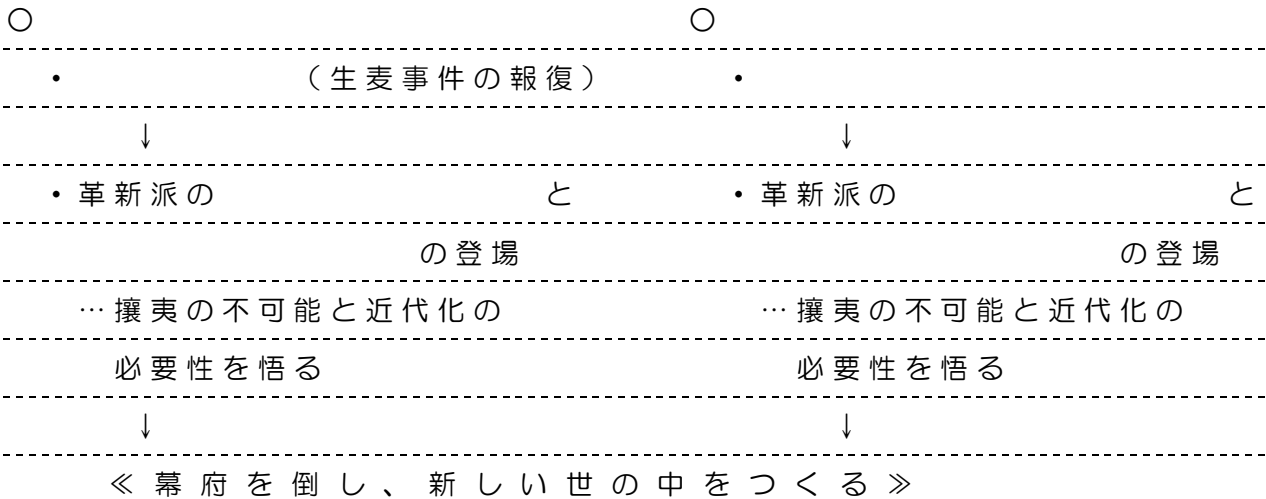 〇 〇
・ （生麦事件の報復） ・
↓ ↓
・革新派の と ・革新派の と
の登場 の登場
…攘夷の不可能と近代化の …攘夷の不可能と近代化の
必要性を悟る 必要性を悟る
↓ ↓
≪幕府を倒し、新しい世の中をつくる≫